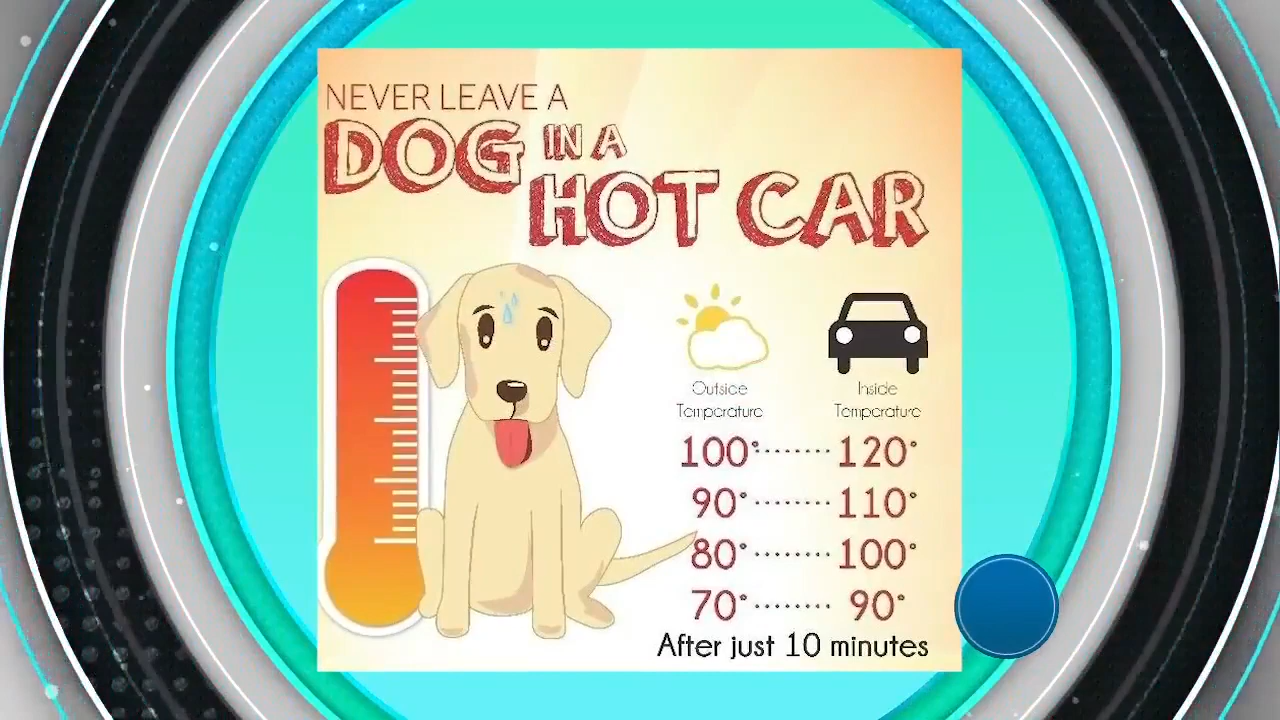 NEVER LEAVE A
DOG IN A
HOT CAR
Outside Inside
Temperature Temperature
100° ········ 120°
90° ········ 110°
80° ········ 100°
70° ········ 90°
After just 10 minutes